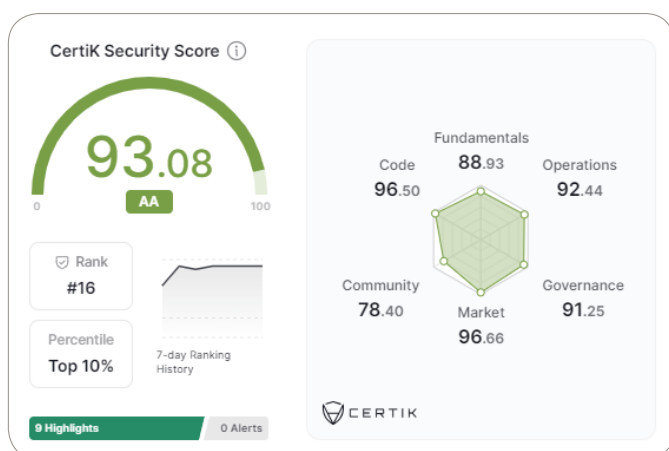 CertiK Security Score
93.08
AA
0
100
Rank
#16
Percentile
Top 10%
7-day Ranking
History
9 Highlights
0 Alerts
Fundamentals
88.93
Code
96.50
Operations
92.44
Community
78.40
Governance
91.25
Market
96.66
CERTIK